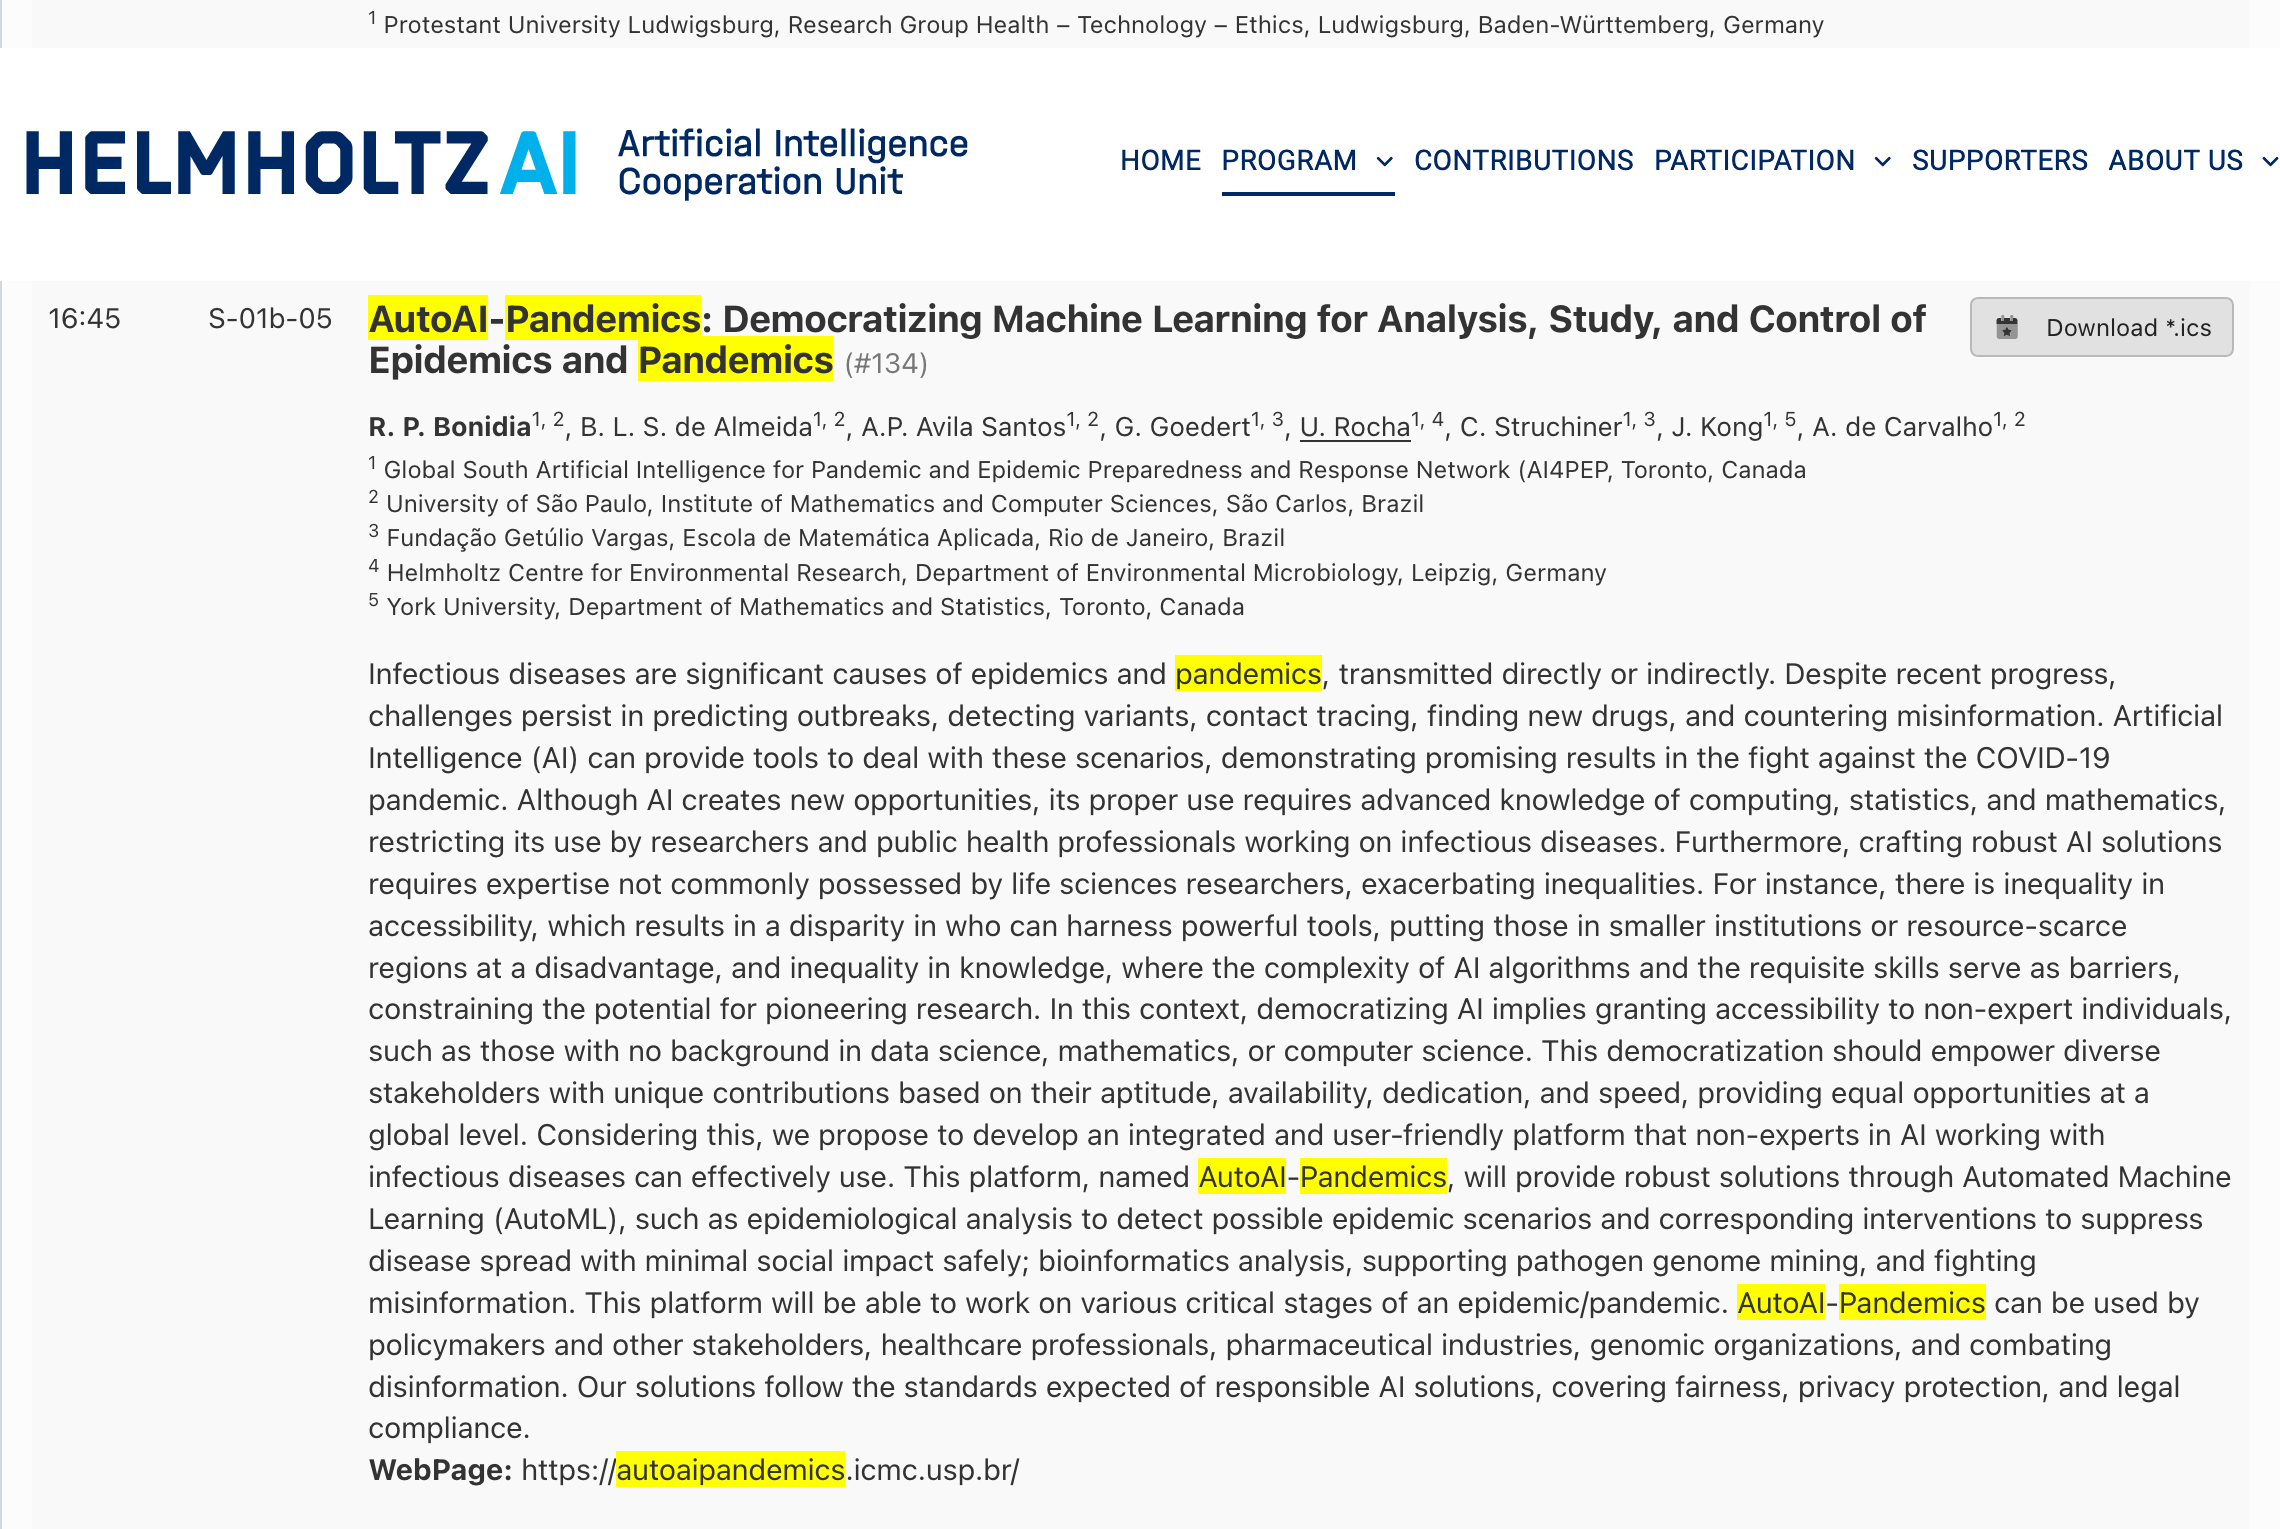 ¹ Protestant University Ludwigsburg, Research Group Health – Technology – Ethics, Ludwigsburg, Baden-Württemberg, Germany
HELMHOLTZ AI Artificial Intelligence
Cooperation Unit
HOME PROGRAM CONTRIBUTIONS PARTICIPATION SUPPORTERS ABOUT US
16:45 S-01b-05 AutoAI-Pandemics: Democratizing Machine Learning for Analysis, Study, and Control of
Epidemics and Pandemics (#134)
Download *.ics
R. P. Bonidia¹, ², B. L. S. de Almeida¹, ², A.P. Avila Santos¹, ², G. Goedert¹, ³, U. Rocha¹, ⁴, C. Struchiner¹, ³, J. Kong¹, ⁵, A. de Carvalho¹, ²
¹ Global South Artificial Intelligence for Pandemic and Epidemic Preparedness and Response Network (AI4PEP, Toronto, Canada
² University of São Paulo, Institute of Mathematics and Computer Sciences, São Carlos, Brazil
³ Fundação Getúlio Vargas, Escola de Matemática Aplicada, Rio de Janeiro, Brazil
⁴ Helmholtz Centre for Environmental Research, Department of Environmental Microbiology, Leipzig, Germany
⁵ York University, Department of Mathematics and Statistics, Toronto, Canada
Infectious diseases are significant causes of epidemics and pandemics, transmitted directly or indirectly. Despite recent progress,
challenges persist in predicting outbreaks, detecting variants, contact tracing, finding new drugs, and countering misinformation. Artificial
Intelligence (AI) can provide tools to deal with these scenarios, demonstrating promising results in the fight against the COVID-19
pandemic. Although AI creates new opportunities, its proper use requires advanced knowledge of computing, statistics, and mathematics,
restricting its use by researchers and public health professionals working on infectious diseases. Furthermore, crafting robust AI solutions
requires expertise not commonly possessed by life sciences researchers, exacerbating inequalities. For instance, there is inequality in
accessibility, which results in a disparity in who can harness powerful tools, putting those in smaller institutions or resource-scarce
regions at a disadvantage, and inequality in knowledge, where the complexity of AI algorithms and the requisite skills serve as barriers,
constraining the potential for pioneering research. In this context, democratizing AI implies granting accessibility to non-expert individuals,
such as those with no background in data science, mathematics, or computer science. This democratization should empower diverse
stakeholders with unique contributions based on their aptitude, availability, dedication, and speed, providing equal opportunities at a
global level. Considering this, we propose to develop an integrated and user-friendly platform that non-experts in AI working with
infectious diseases can effectively use. This platform, named AutoAI-Pandemics, will provide robust solutions through Automated Machine
Learning (AutoML), such as epidemiological analysis to detect possible epidemic scenarios and corresponding interventions to suppress
disease spread with minimal social impact safely; bioinformatics analysis, supporting pathogen genome mining, and fighting
misinformation. This platform will be able to work on various critical stages of an epidemic/pandemic. AutoAI-Pandemics can be used by
policymakers and other stakeholders, healthcare professionals, pharmaceutical industries, genomic organizations, and combating
disinformation. Our solutions follow the standards expected of responsible AI solutions, covering fairness, privacy protection, and legal
compliance.
WebPage: https://autoaipandemics.icmc.usp.br/